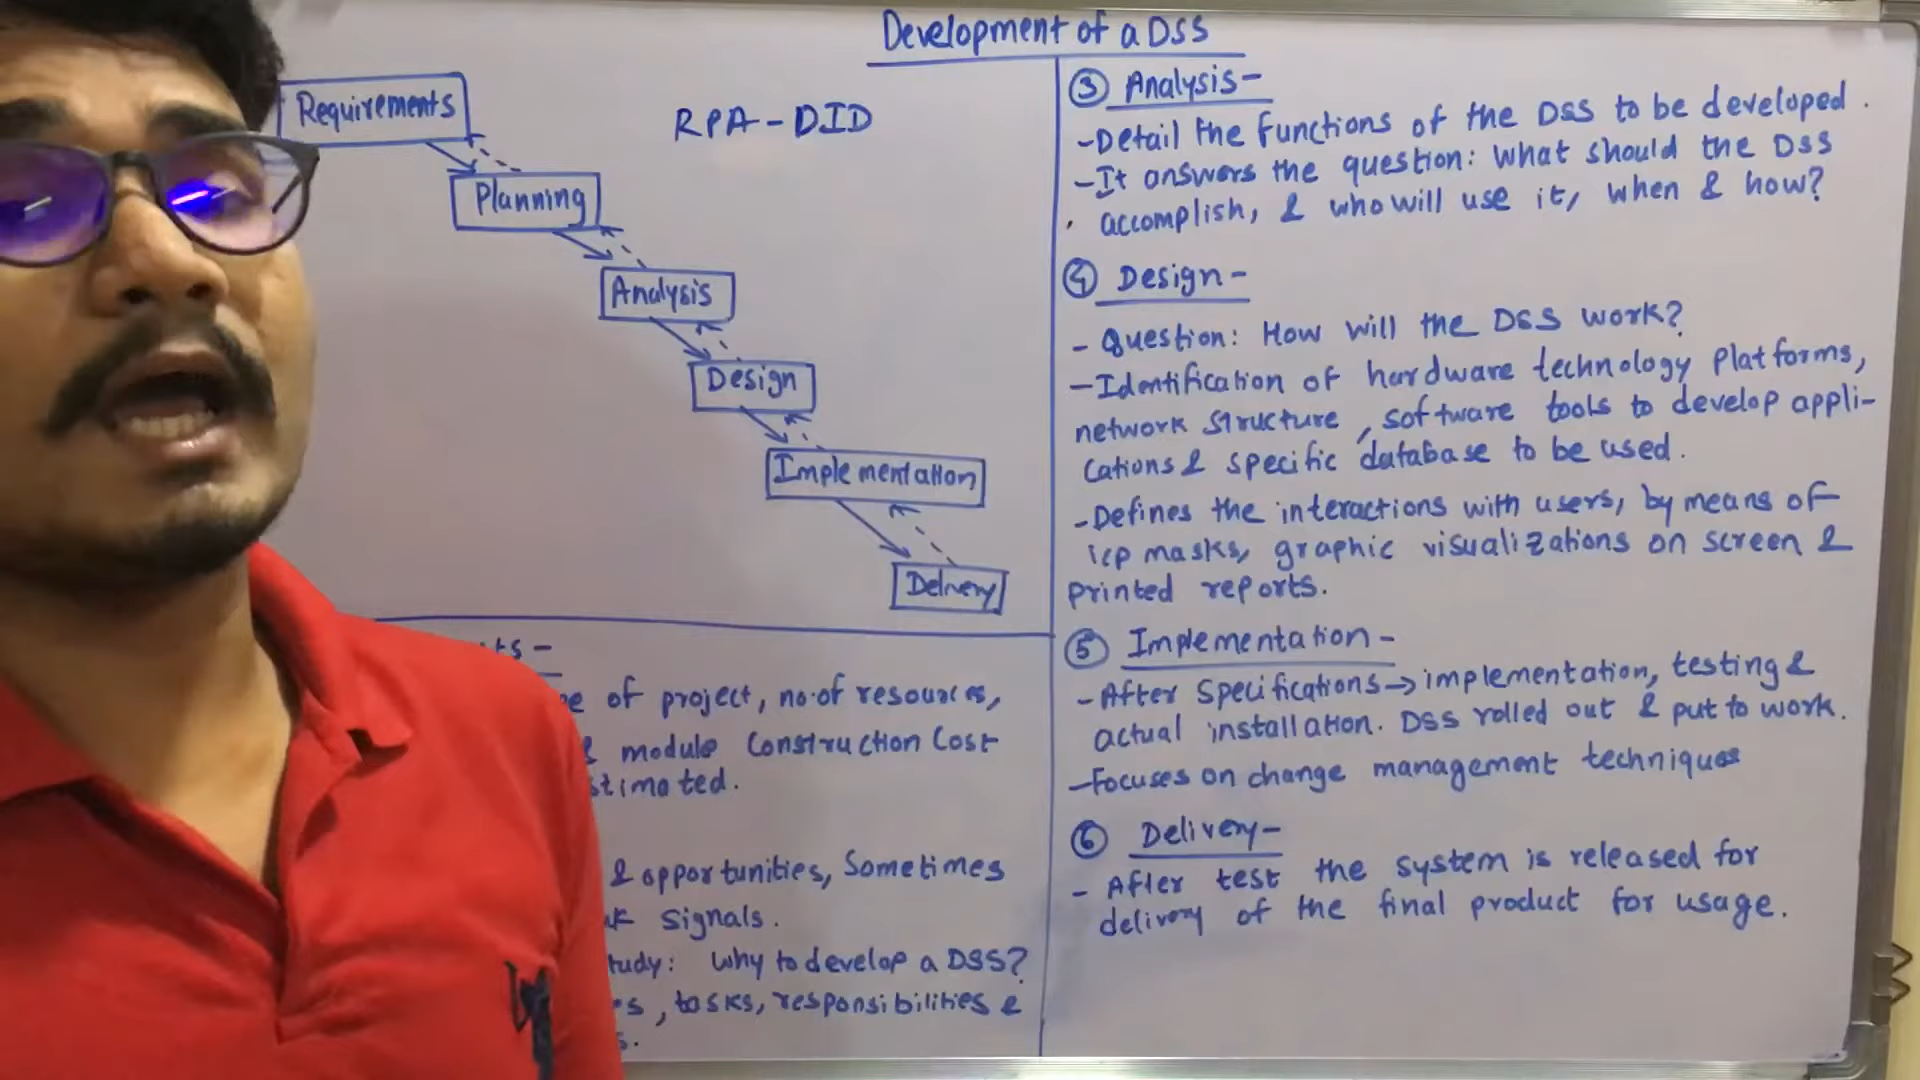 Development of a DSS
Requirements
RPA-DID
Planning
Analysis
Design
Implementation
Delivery
ts -
e of project, no. of resources,
& module Construction Cost
stimated.
& opportunities, Sometimes
signals.
tudy: Why to develop a DSS?
s, tasks, responsibilities &
s.
③ Analysis-
-Detail the functions of the DSS to be developed.
-It answers the question: What should the DSS
accomplish, & who will use it, when & how?
④ Design-
- Question: How will the DSS work?
-Identification of hardware technology platforms,
network structure, software tools to develop appli-
cations & specific database to be used.
-Defines the interactions with users, by means of
masks, graphic visualizations on screen &
printed reports.
⑤ Implementation-
-After Specifications→implementation, testing &
actual installation. DSS rolled out & put to work.
-Focuses on change management techniques
⑥ Delivery-
- After test the system is released for
delivery of the final product for usage.